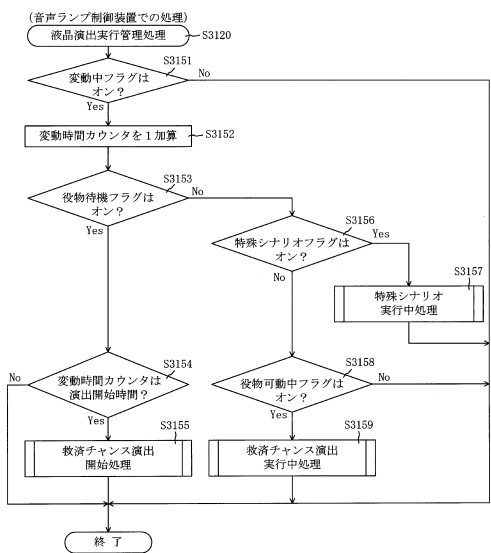 (音声ランプ制御装置での処理)
液晶演出実行管理処理
S3120
変動中フラグは
オン？
S3151
No
Yes
変動時間カウンタを１加算
S3152
役物待機フラグは
オン？
S3153
No
Yes
特殊シナリオフラグは
オン？
S3156
Yes
No
特殊シナリオ
実行中処理
S3157
変動時間カウンタは
演出開始時間？
S3154
No
Yes
役物可動中フラグは
オン？
S3158
No
Yes
救済チャンス演出
開始処理
S3155
救済チャンス演出
実行中処理
S3159
終 了